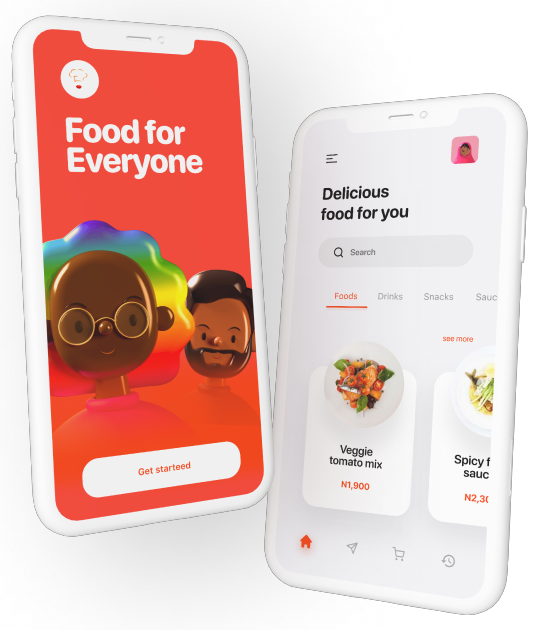 Food for
Everyone
Get starteed
Delicious
food for you
Search
Foods Drinks Snacks Sauc
see more
Veggie
tomato mix
N1,900
Spicy f
sauc
N2,30